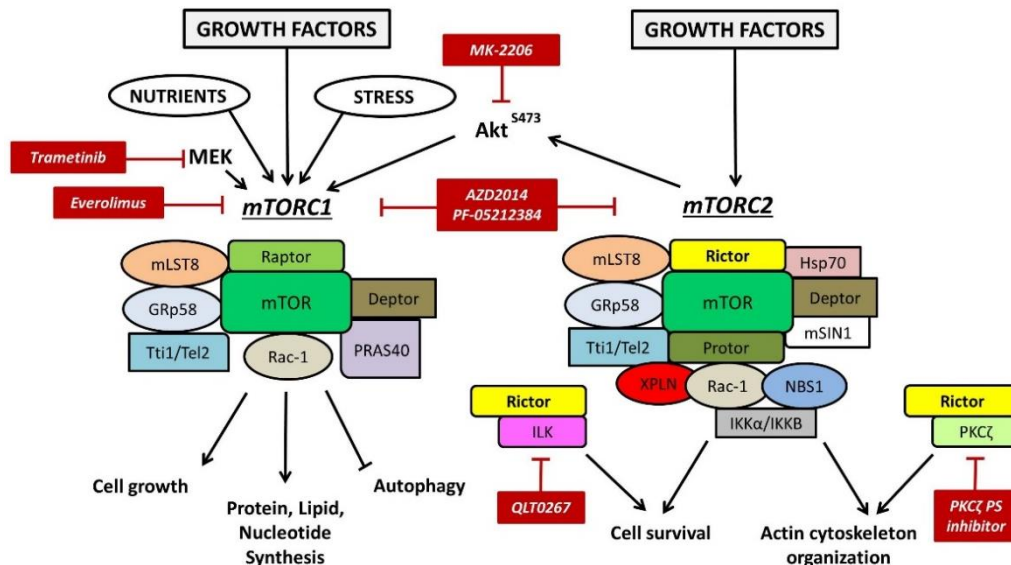 GROWTH FACTORS
GROWTH FACTORS
MK-2206
NUTRIENTS
STRESS
Akt S473
Trametinib
MEK
Everolimus
mTORC1
AZD2014
PF-05212384
mTORC2
mLST8
Raptor
GRp58
mTOR
Deptor
Tti1/Tel2
Rac-1
PRAS40
mLST8
Rictor
Hsp70
GRp58
mTOR
Deptor
mSIN1
Tti1/Tel2
Protor
XPLN
Rac-1
NBS1
IKKα/IKKB
Rictor
ILK
Rictor
PKCζ
Cell growth
Protein, Lipid,
Nucleotide
Synthesis
Autophagy
QLT0267
Cell survival
Actin cytoskeleton
organization
PKCζ PS
inhibitor